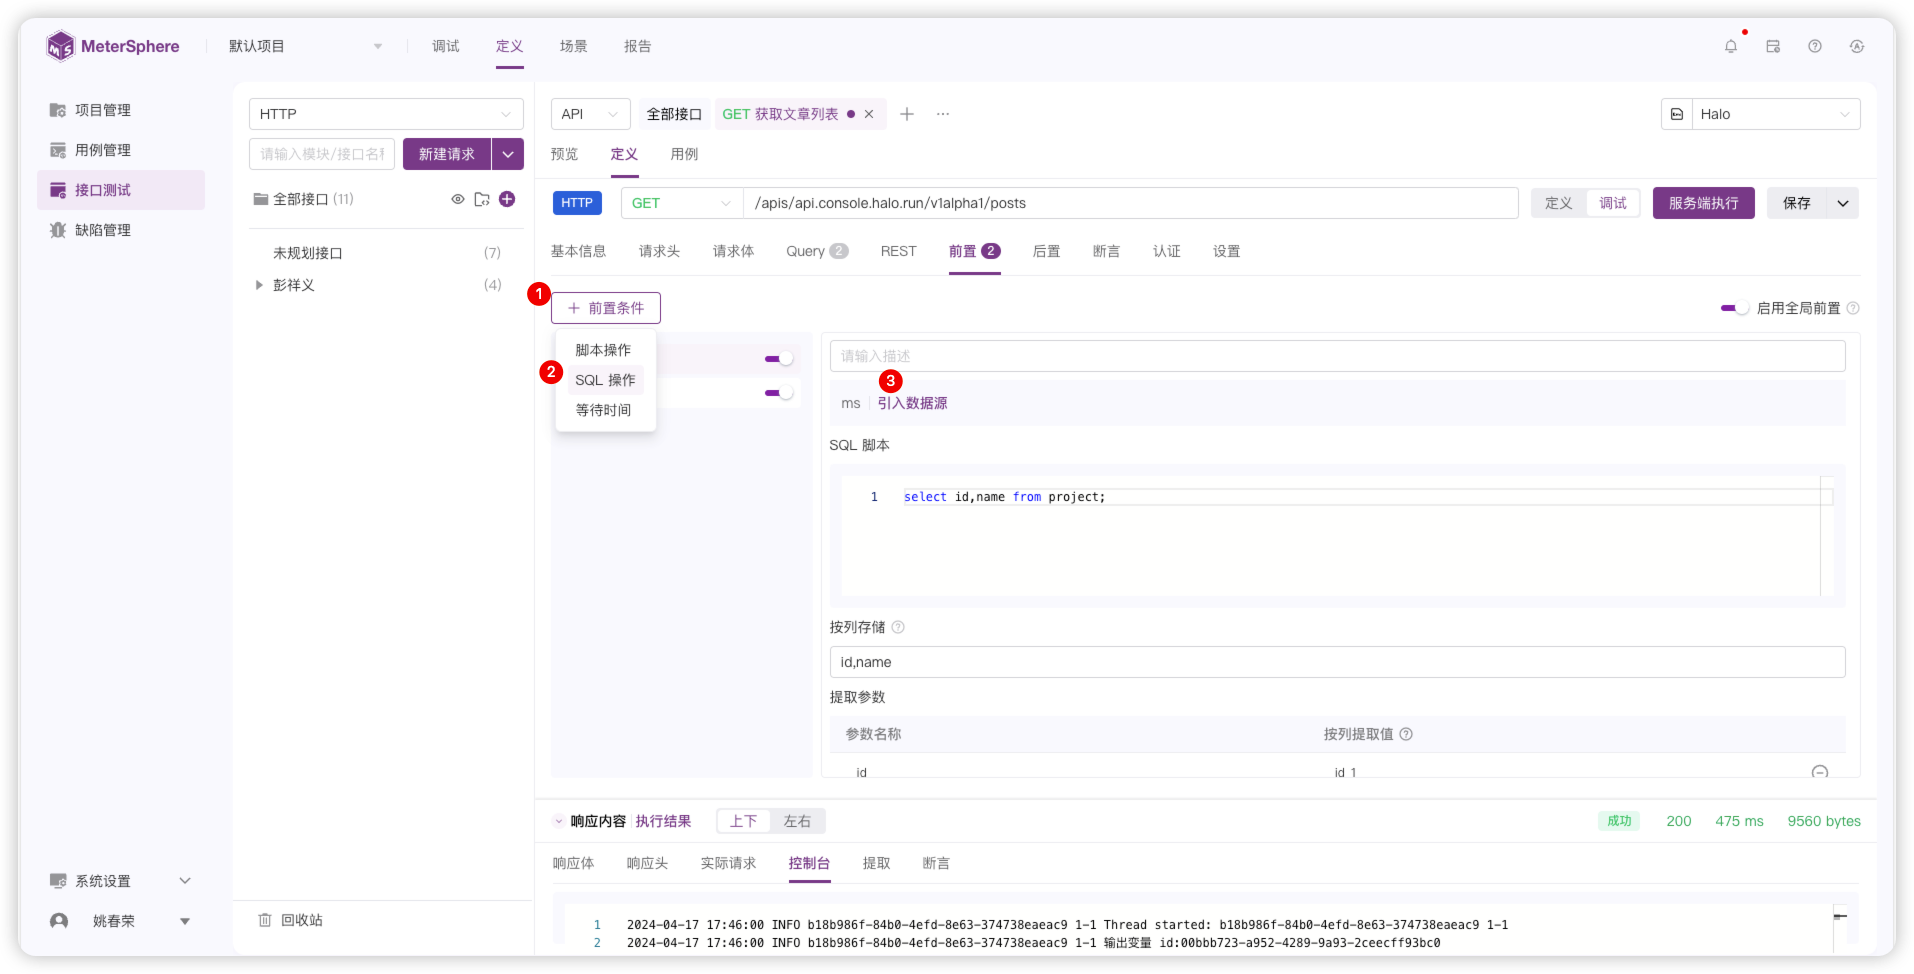 MeterSphere
默认项目
调试
定义
场景
报告
项目管理
用例管理
接口测试
缺陷管理
系统设置
姚春荣
HTTP
请输入模块/接口名称
新建请求
全部接口 (11)
未规划接口 (7)
彭祥义 (4)
回收站
API
全部接口
GET 获取文章列表
Halo
预览
定义
用例
HTTP
GET
/apis/api.console.halo.run/v1alpha1/posts
定义
调试
服务端执行
保存
基本信息
请求头
请求体
Query 2
REST
前置 2
后置
断言
认证
设置
1
+ 前置条件
启用全局前置
脚本操作
2
SQL 操作
等待时间
请输入描述
3
ms
引入数据源
SQL 脚本
1 select id,name from project;
按列存储
id,name
提取参数
参数名称 按列提取值
id id_1
响应内容
执行结果
上下
左右
成功
200
475 ms
9560 bytes
响应体
响应头
实际请求
控制台
提取
断言
1 2024-04-17 17:46:00 INFO b18b986f-84b0-4efd-8e63-374738eaeac9 1-1 Thread started: b18b986f-84b0-4efd-8e63-374738eaeac9 1-1
2 2024-04-17 17:46:00 INFO b18b986f-84b0-4efd-8e63-374738eaeac9 1-1 输出变量 id:00bbb723-a952-4289-9a93-2ceecff93bc0